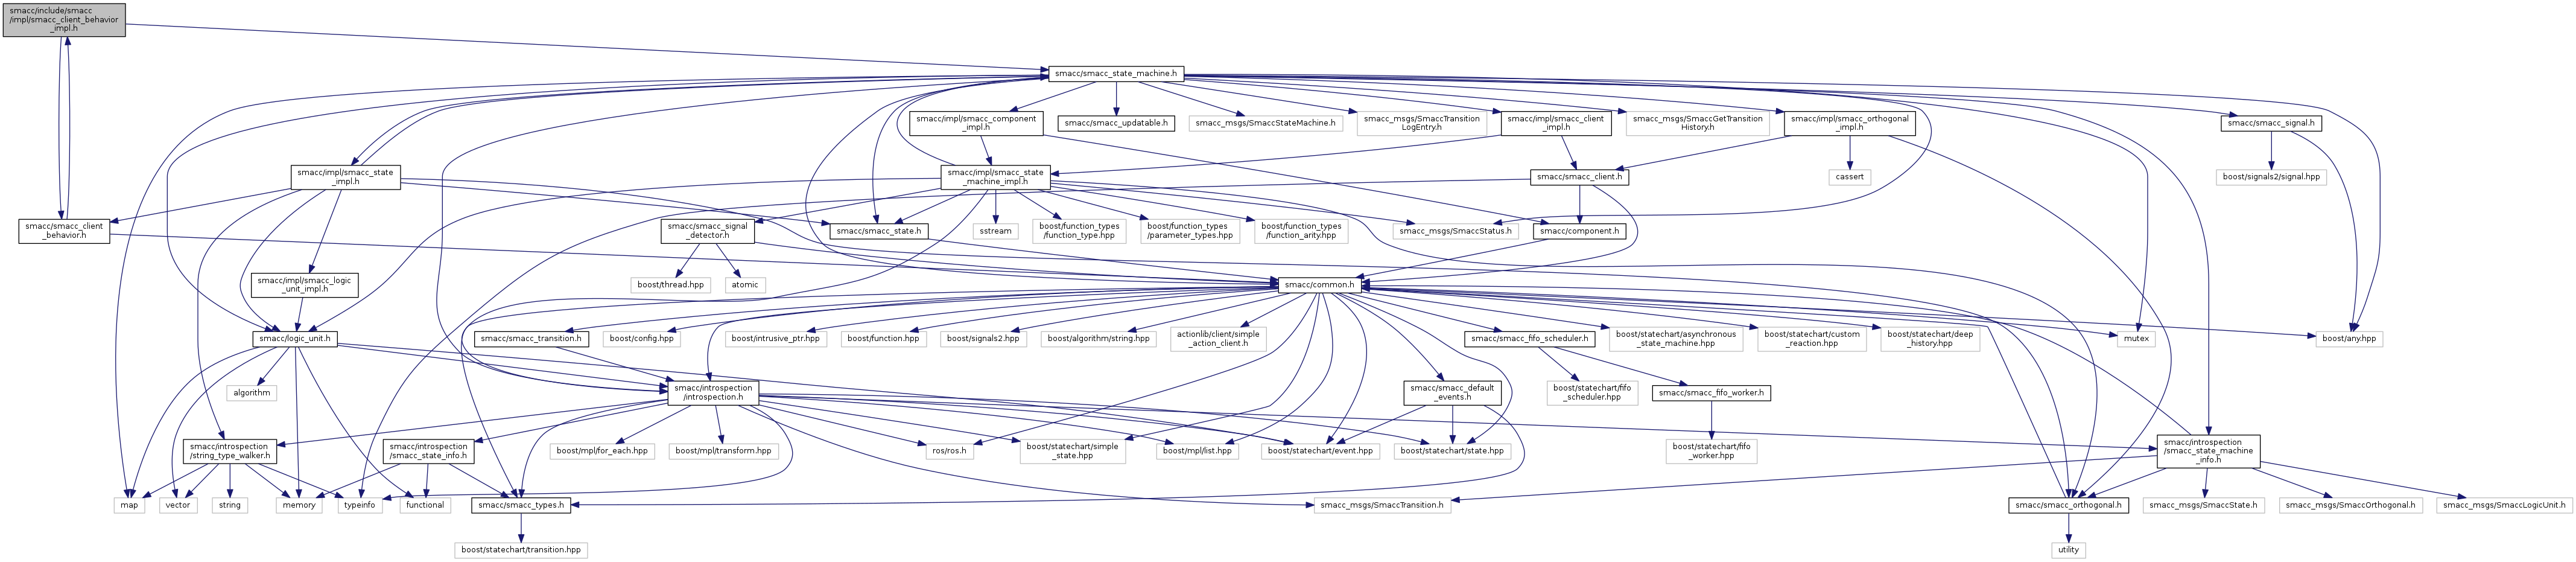 smacc/include/smacc
/impl/smacc_client_behavior
_impl.h
smacc/smacc_state_machine.h
smacc/impl/smacc_component
_impl.h
smacc/smacc_updatable.h
smacc_msgs/SmaccStateMachine.h
smacc_msgs/SmaccTransition
LogEntry.h
smacc/impl/smacc_client
_impl.h
smacc_msgs/SmaccGetTransition
History.h
smacc/impl/smacc_orthogonal
_impl.h
smacc/smacc_signal.h
smacc/impl/smacc_state
_impl.h
smacc/impl/smacc_state
_machine_impl.h
smacc/smacc_client.h
cassert
boost/signals2/signal.hpp
smacc/smacc_client
_behavior.h
smacc/smacc_signal
_detector.h
smacc/smacc_state.h
sstream
boost/function_types
/function_type.hpp
boost/function_types
/parameter_types.hpp
boost/function_types
/function_arity.hpp
smacc_msgs/SmaccStatus.h
smacc/component.h
smacc/impl/smacc_logic
_unit_impl.h
boost/thread.hpp
atomic
smacc/common.h
smacc/logic_unit.h
smacc/smacc_transition.h
boost/config.hpp
boost/intrusive_ptr.hpp
boost/function.hpp
boost/signals2.hpp
boost/algorithm/string.hpp
actionlib/client/simple
_action_client.h
smacc/smacc_fifo_scheduler.h
boost/statechart/asynchronous
_state_machine.hpp
boost/statechart/custom
_reaction.hpp
boost/statechart/deep
_history.hpp
mutex
boost/any.hpp
algorithm
smacc/introspection
/introspection.h
smacc/smacc_default
_events.h
boost/statechart/fifo
_scheduler.hpp
smacc/smacc_fifo_worker.h
smacc/introspection
/string_type_walker.h
smacc/introspection
/smacc_state_info.h
boost/mpl/for_each.hpp
boost/mpl/transform.hpp
ros/ros.h
boost/statechart/simple
_state.hpp
boost/mpl/list.hpp
boost/statechart/event.hpp
boost/statechart/state.hpp
boost/statechart/fifo
_worker.hpp
smacc/introspection
/smacc_state_machine
_info.h
map
vector
string
memory
typeinfo
functional
smacc/smacc_types.h
smacc_msgs/SmaccTransition.h
smacc/smacc_orthogonal.h
smacc_msgs/SmaccState.h
smacc_msgs/SmaccOrthogonal.h
smacc_msgs/SmaccLogicUnit.h
boost/statechart/transition.hpp
utility